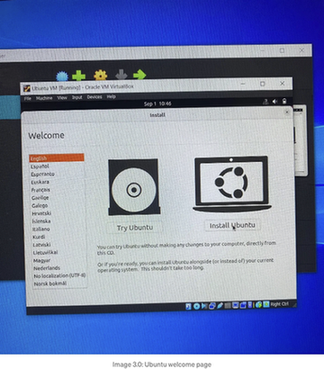 Ubuntu VM [Running] - Oracle VM VirtualBox
File Machine View Input Devices Help
Sep 1 10:46
Install
Welcome
English
Español
Esperanto
Euskara
Français
Gaeilge
Galego
Hrvatski
Íslenska
Italiano
Kurdî
Latviski
Lietuviškai
Magyar
Nederlands
No localization (UTF-8)
Norsk bokmål
Try Ubuntu
Install Ubuntu
You can try Ubuntu without making any changes to your computer, directly from
this CD.
Or if you're ready, you can install Ubuntu alongside (or instead of) your current
operating system. This shouldn't take too long.
Right Ctrl
Image 3.0: Ubuntu welcome page